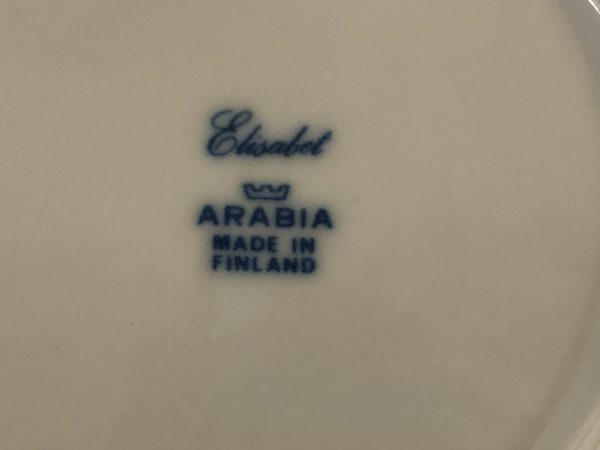 Elisabet
ARABIA
MADE IN
FINLAND